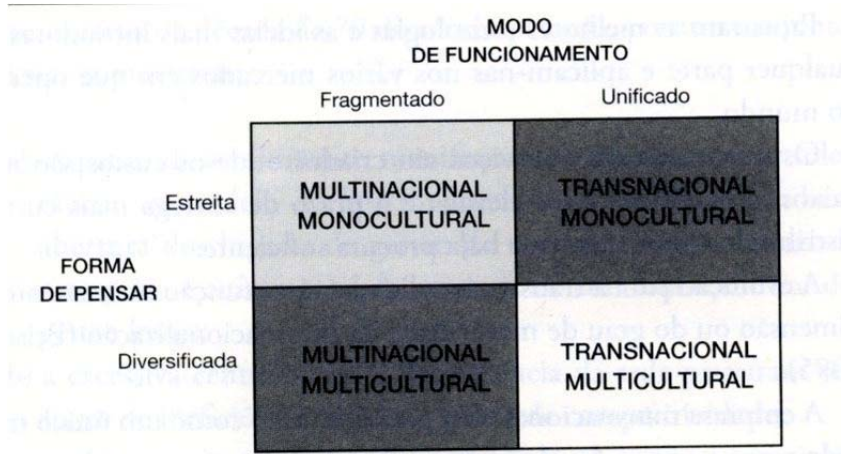 MODO
DE FUNCIONAMENTO
Fragmentado
Unificado
Estreita
MULTINACIONAL
MONOCULTURAL
TRANSNACIONAL
MONOCULTURAL
FORMA
DE PENSAR
Diversificada
MULTINACIONAL
MULTICULTURAL
TRANSNACIONAL
MULTICULTURAL